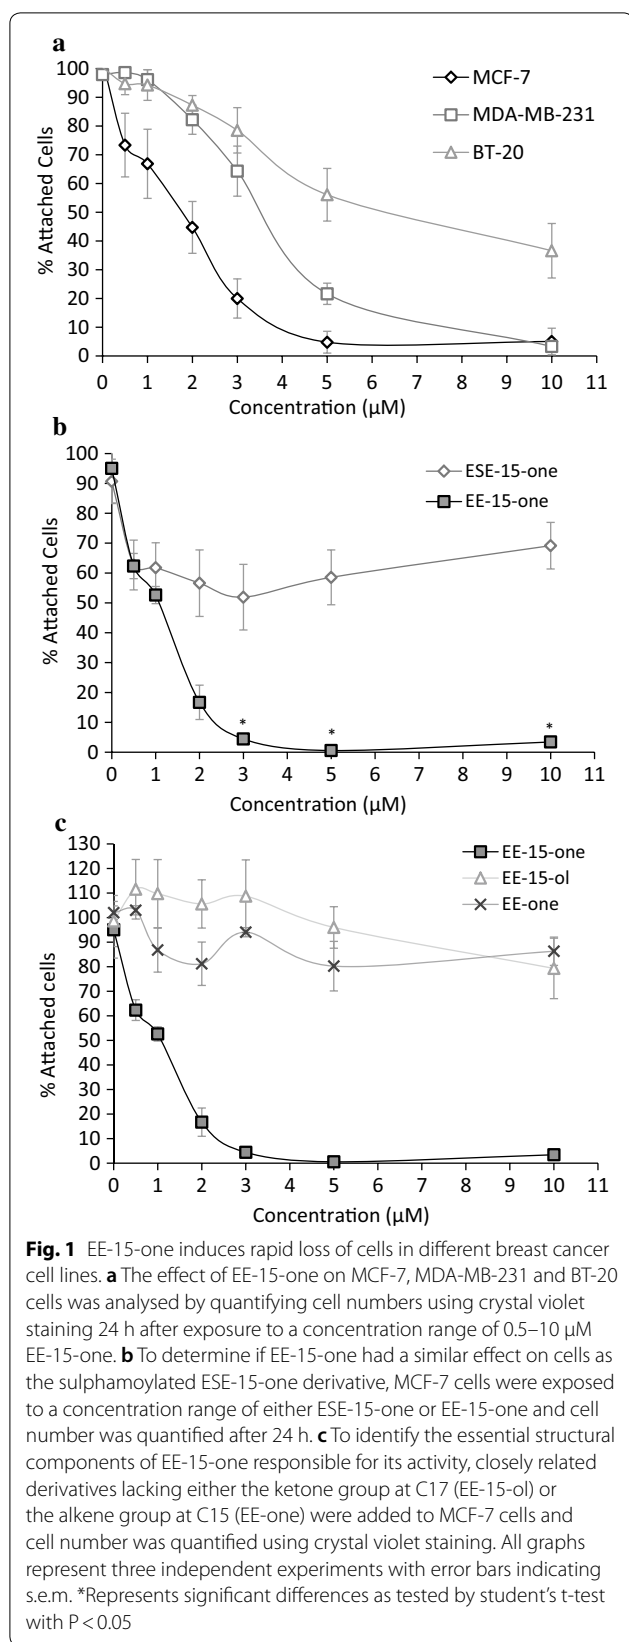 a
100
90
80
70
60
50
40
30
20
10
0
% Attached Cells
MCF-7
MDA-MB-231
BT-20
0 1 2 3 4 5 6 7 8 9 10 11
Concentration (µM)
b
100
90
80
70
60
50
40
30
20
10
0
% Attached Cells
ESE-15-one
EE-15-one
* * *
0 1 2 3 4 5 6 7 8 9 10 11
Concentration (µM)
c
130
120
110
100
90
80
70
60
50
40
30
20
10
0
% Attached cells
EE-15-one
EE-15-ol
EE-one
0 1 2 3 4 5 6 7 8 9 10 11
Concentration (µM)
Fig. 1 EE-15-one induces rapid loss of cells in different breast cancer
cell lines. a The effect of EE-15-one on MCF-7, MDA-MB-231 and BT-20
cells was analysed by quantifying cell numbers using crystal violet
staining 24 h after exposure to a concentration range of 0.5–10 µM
EE-15-one. b To determine if EE-15-one had a similar effect on cells as
the sulphamoylated ESE-15-one derivative, MCF-7 cells were exposed
to a concentration range of either ESE-15-one or EE-15-one and cell
number was quantified after 24 h. c To identify the essential structural
components of EE-15-one responsible for its activity, closely related
derivatives lacking either the ketone group at C17 (EE-15-ol) or
the alkene group at C15 (EE-one) were added to MCF-7 cells and
cell number was quantified using crystal violet staining. All graphs
represent three independent experiments with error bars indicating
s.e.m. *Represents significant differences as tested by student's t-test
with P < 0.05